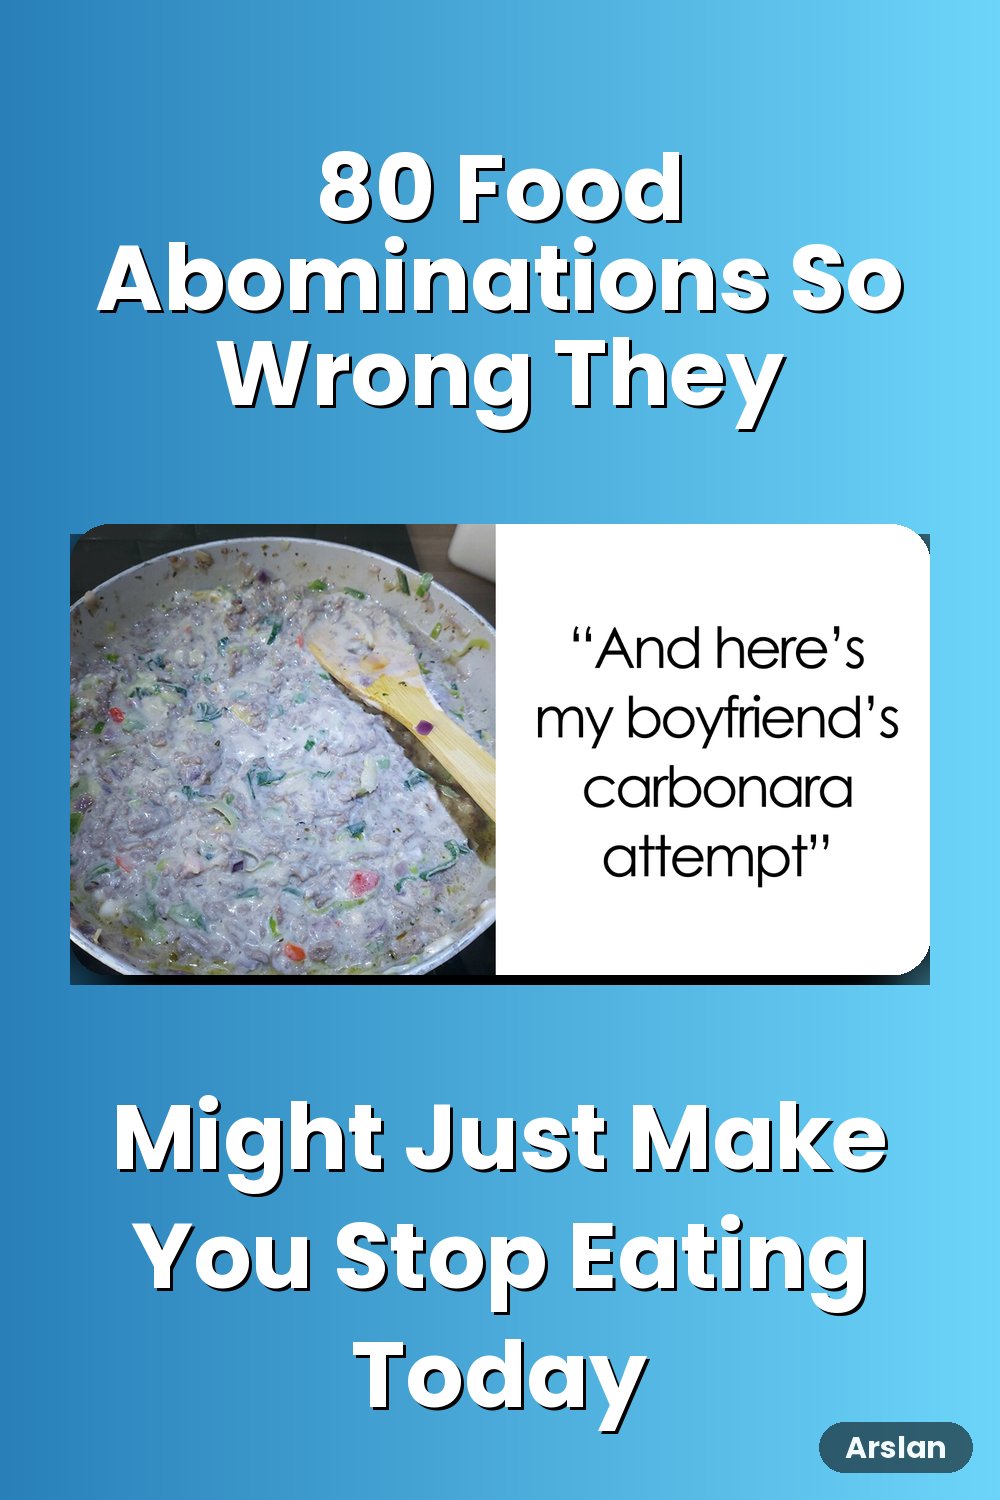 80 Food
Abominations So
Wrong They
“And here’s
my boyfriend’s
carbonara
attempt”
Might Just Make
You Stop Eating
Today
Arslan